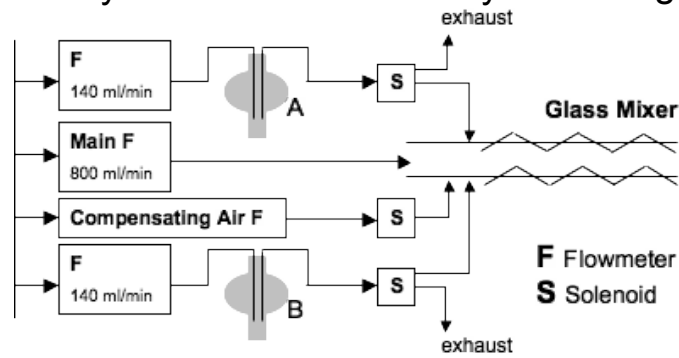 exhaust
F
140 ml/min
A
S
Glass Mixer
Main F
800 ml/min
Compensating Air F
S
F
140 ml/min
B
S
F Flowmeter
S Solenoid
exhaust